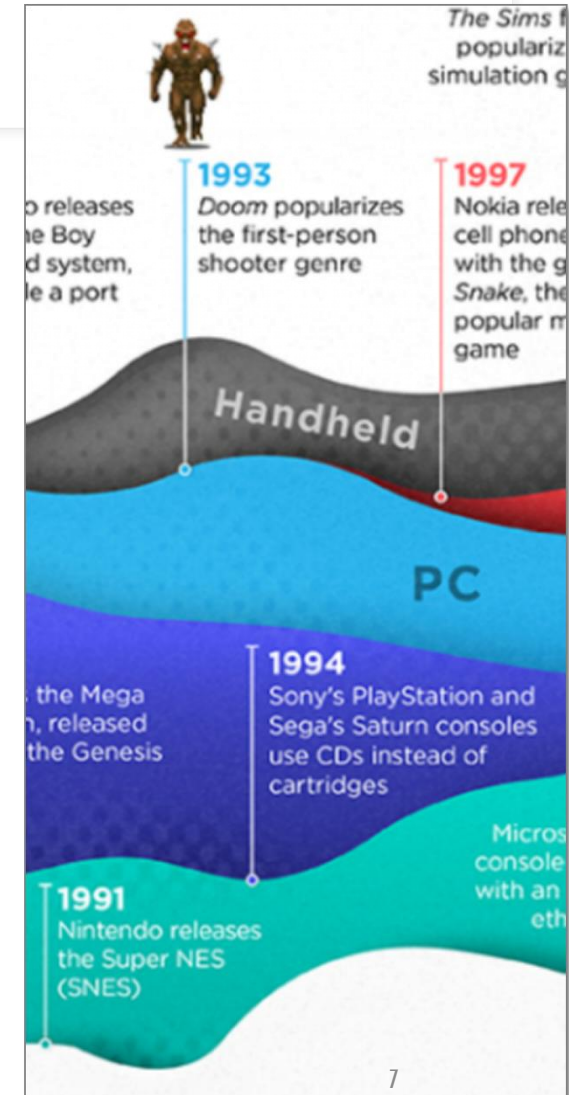 The Sims f
populariz
simulation g
1993
Doom popularizes
the first-person
shooter genre
1997
Nokia rele
cell phone
with the g
Snake, the
popular m
game
o releases
e Boy
d system,
le a port
Handheld
PC
1994
Sony's PlayStation and
Sega's Saturn consoles
use CDs instead of
cartridges
the Mega
n, released
the Genesis
1991
Nintendo releases
the Super NES
(SNES)
Micros
console
with an
eth
7